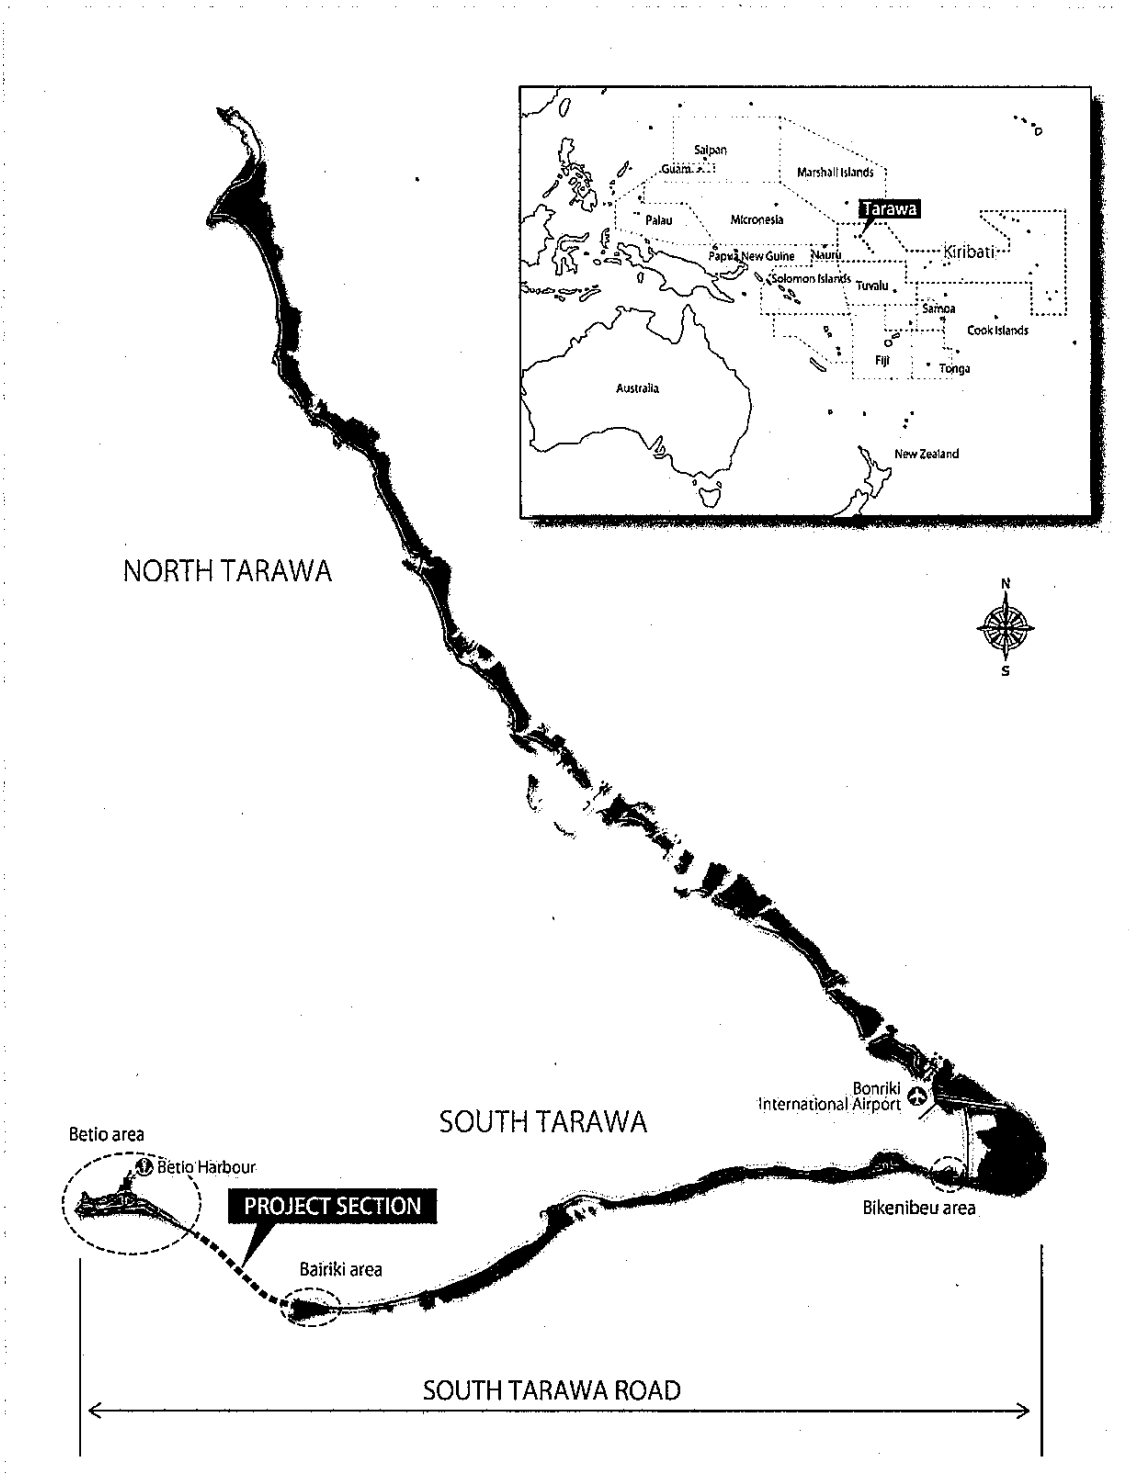 Saipan
Guam
Marshall Islands
Tarawa
Palau
Micronesia
Kiribati
Papua New Guine
Nauru
Solomon Islands
Tuvalu
Samoa
Cook Islands
Fiji
Tonga
Australia
New Zealand
NORTH TARAWA
N
S
Bonriki
International Airport
SOUTH TARAWA
Betio area
Betio Harbour
PROJECT SECTION
Bikenibeu area
Bairiki area
SOUTH TARAWA ROAD